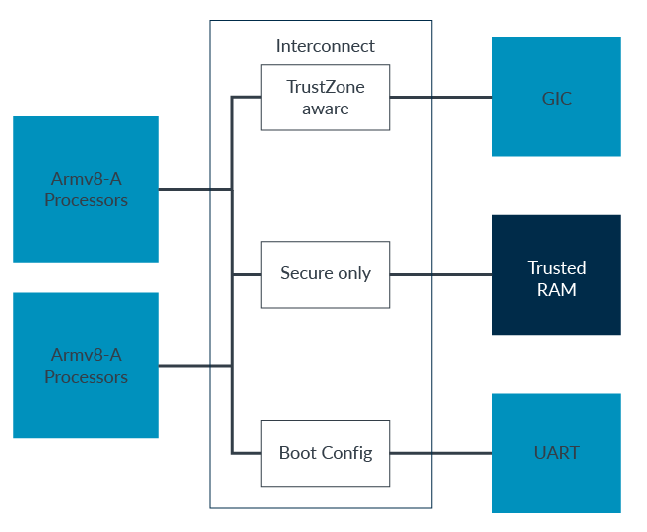 Interconnect
TrustZone
aware
GIC
Armv8-A
Processors
Secure only
Trusted
RAM
Armv8-A
Processors
Boot Config
UART